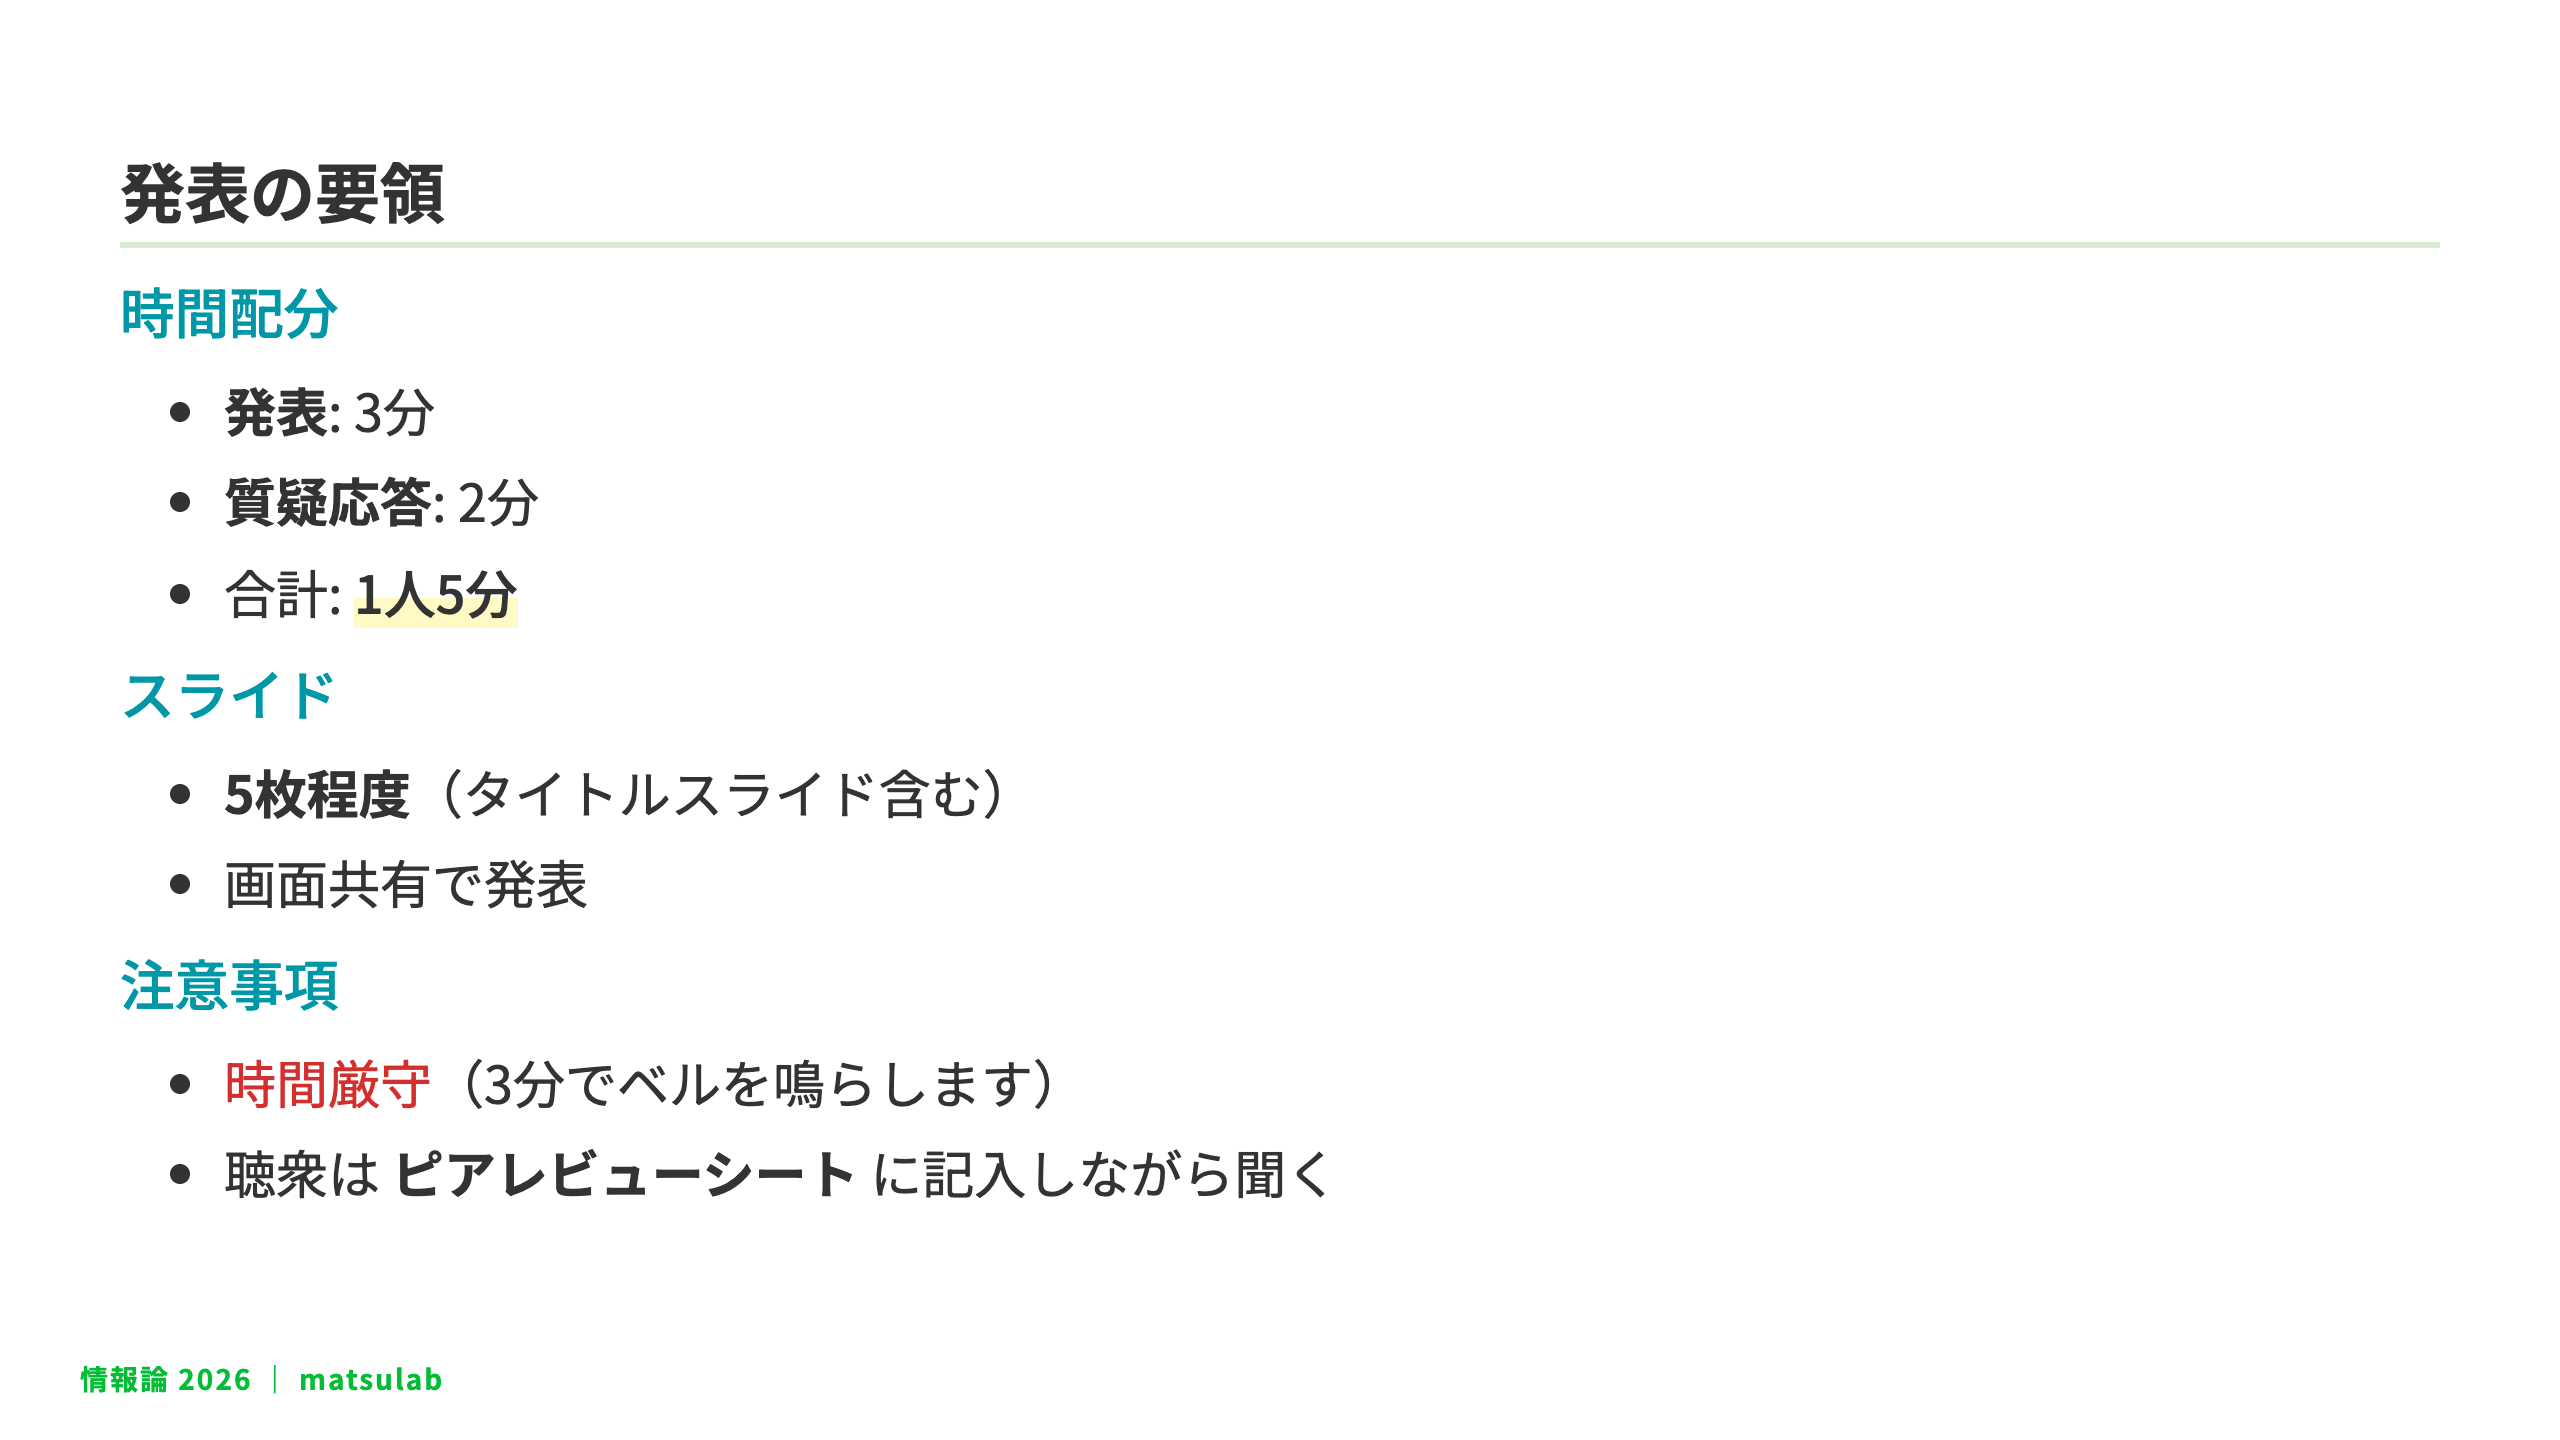 発表の要領
時間配分
• 発表: 3分
• 質疑応答: 2分
• 合計: 1人5分
スライド
• 5枚程度（タイトルスライド含む）
• 画面共有で発表
注意事項
• 時間厳守（3分でベルを鳴らします）
• 聴衆は ピアレビューシート に記入しながら聞く
情報論 2026 ｜ matsulab